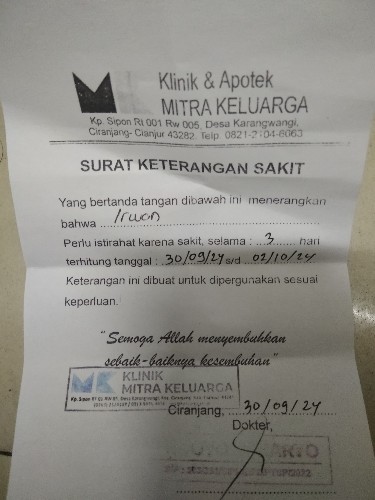 Klinik & Apotek
MITRA KELUARGA
Kp. Sipon Rt 001 Rw 005, Desa Karangwangi,
Ciranjang- Cianjur 43282. Telp. 0821-2104-6063
SURAT KETERANGAN SAKIT
Yang bertanda tangan dibawah ini menerangkan
bahwa Irwan
Perlu istirahat karena sakit, selama : 3 hari
terhitung tanggal : 30/09/24 s/d 02/10/24
Keterangan ini dibuat untuk dipergunakan sesuai
keperluan.
"Semoga Allah menyembuhkan
sebaik-baiknya kesembuhan"
KLINIK
MITRA KELUARGA
Ciranjang, 30/09/24
Dokter,